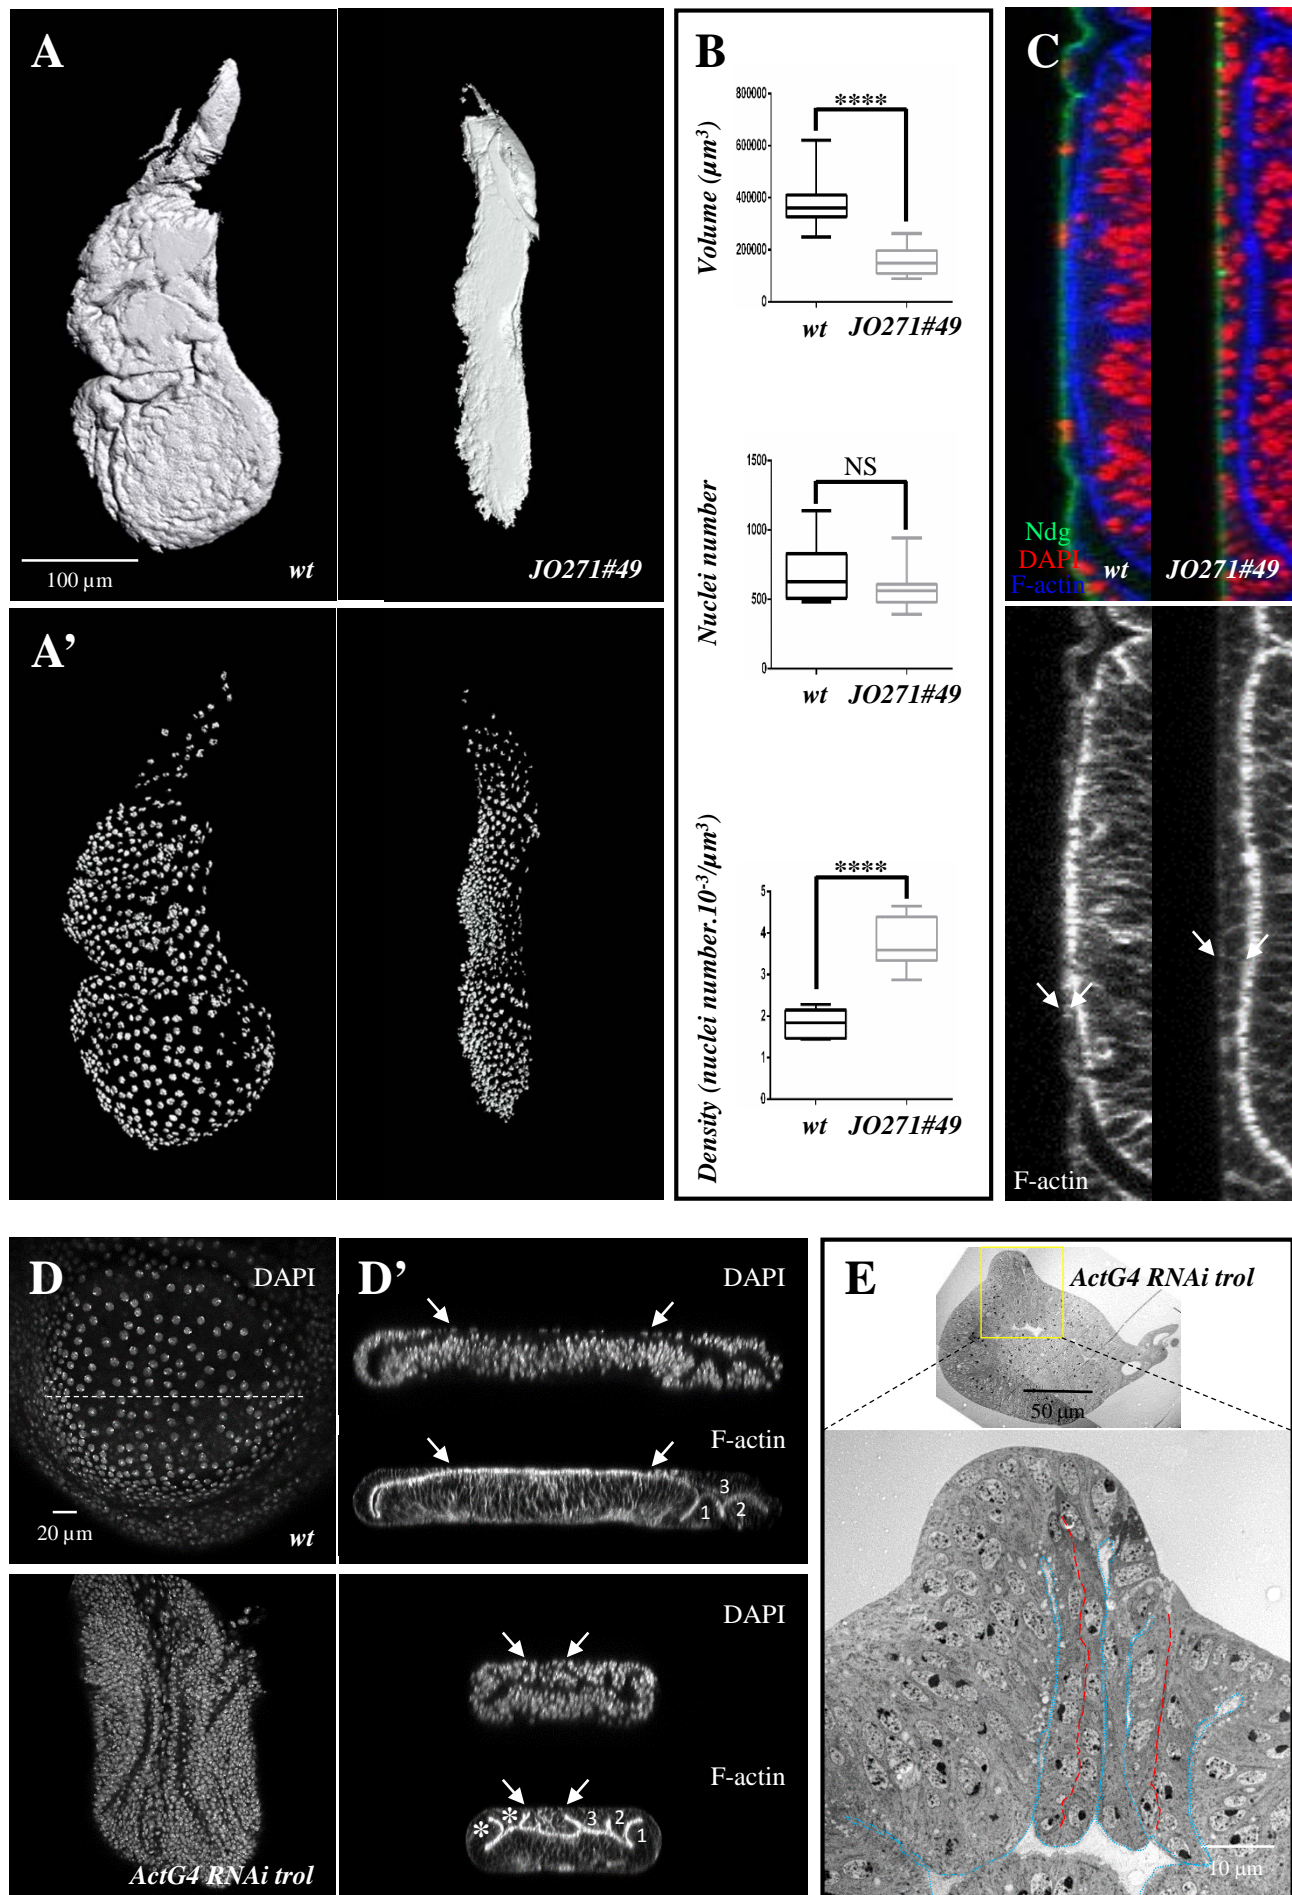 A
100 µm
wt
JO271#49
A’
B
Volume (µm³)
800000
600000
400000
200000
0
****
wt JO271#49
Nuclei number
1500
1000
500
0
NS
wt JO271#49
Density (nuclei number.10⁻³/µm³)
5
4
3
2
1
0
****
wt JO271#49
C
Ndg
DAPI
F-actin
wt
JO271#49
F-actin
D
DAPI
20 µm
wt
ActG4 RNAi trol
D’
DAPI
F-actin
3
1 2
DAPI
F-actin
* * 3 2 1
E
ActG4 RNAi trol
50 µm
10 µm